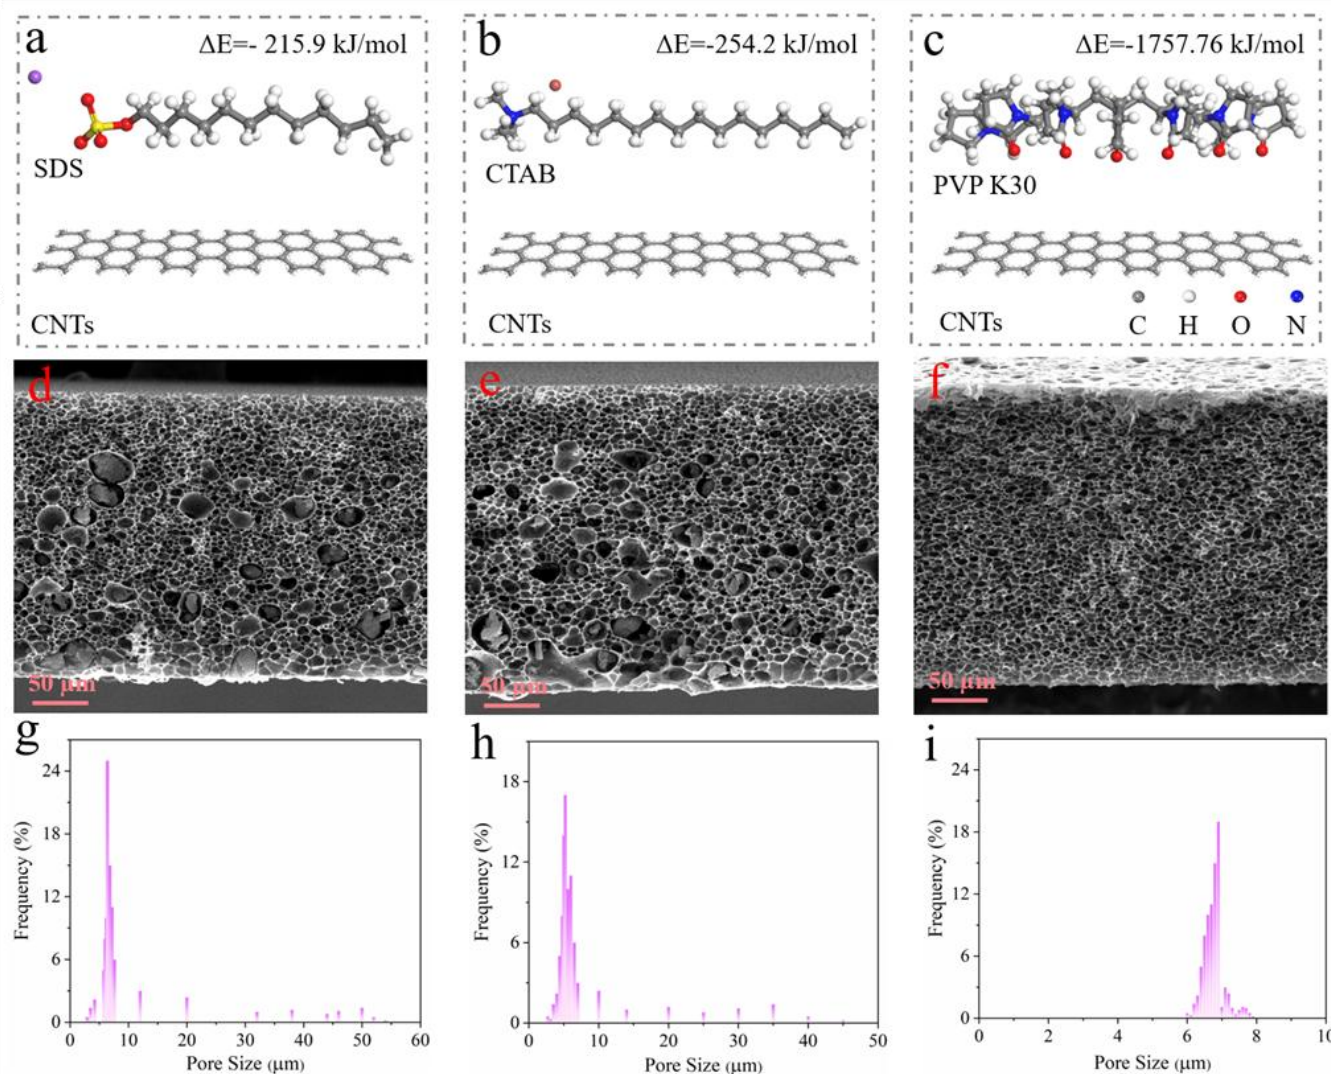 a
ΔE=- 215.9 kJ/mol
SDS
CNTs
b
ΔE=-254.2 kJ/mol
CTAB
CNTs
c
ΔE=-1757.76 kJ/mol
PVP K30
CNTs
C H O N
d
50 μm
e
50 μm
f
50 μm
g
24
18
12
6
0
0 10 20 30 40 50 60
Frequency (%)
Pore Size (μm)
h
18
12
6
0
0 10 20 30 40 50
Frequency (%)
Pore Size (μm)
i
24
18
12
6
0
0 2 4 6 8 10
Frequency (%)
Pore Size (μm)